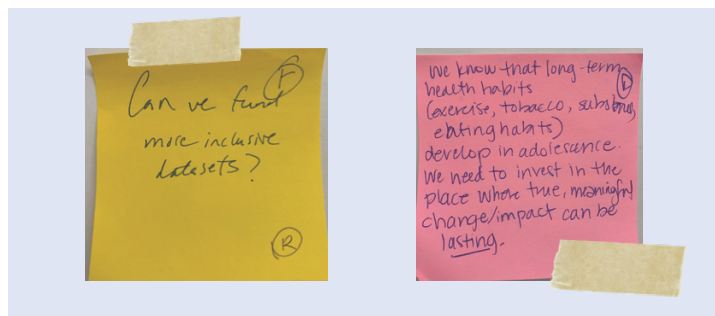 Can we fund
F
more inclusive
datasets?
R
we know that long-term
health habits
(exercise, tobacco, substances,
eating habits)
develop in adolesance.
We need to invest in the
place where true, meaningful
change/impact can be
lasting.